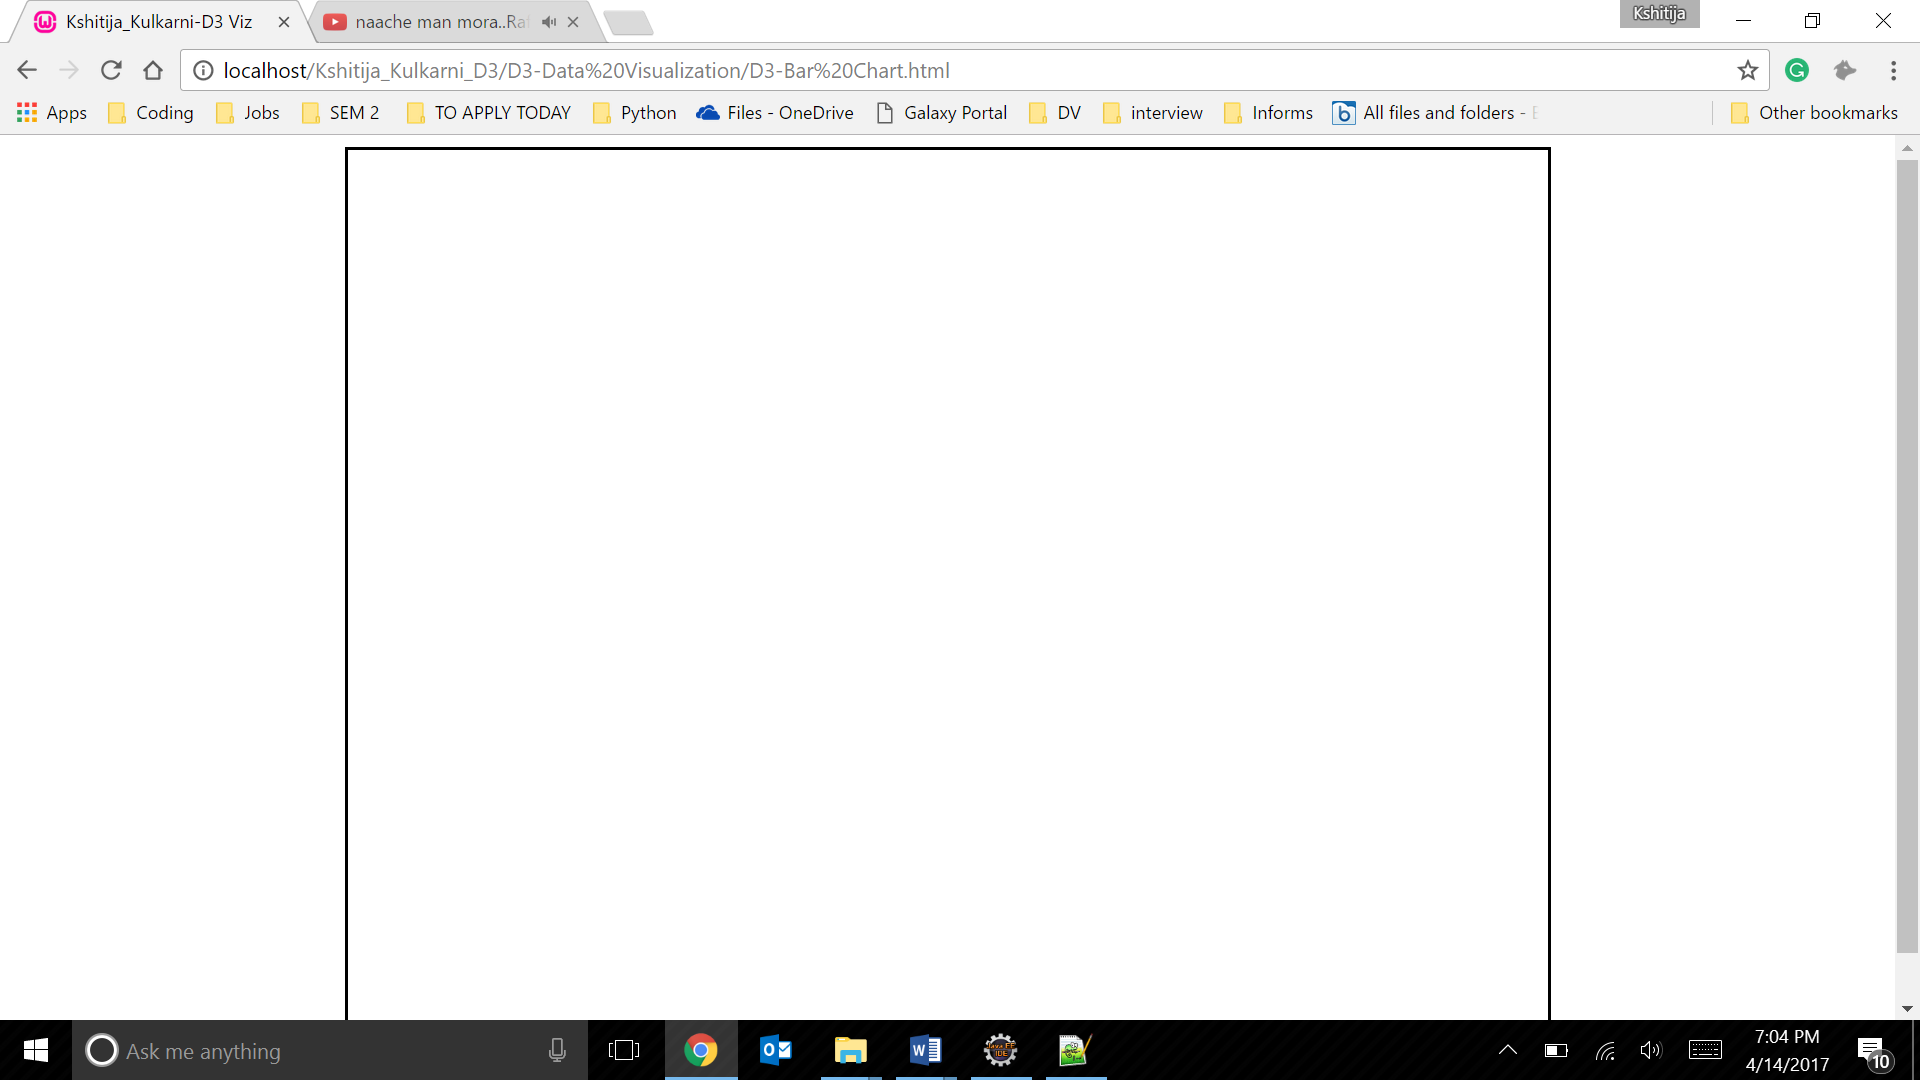 Kshitija_Kulkarni-D3 Viz
naache man mora..Ra
Kshitija
localhost/Kshitija_Kulkarni_D3/D3-Data%20Visualization/D3-Bar%20Chart.html
Apps Coding Jobs SEM 2 TO APPLY TODAY Python Files - OneDrive Galaxy Portal DV interview Informs All files and folders - Other bookmarks
Ask me anything
7:04 PM
4/14/2017
10